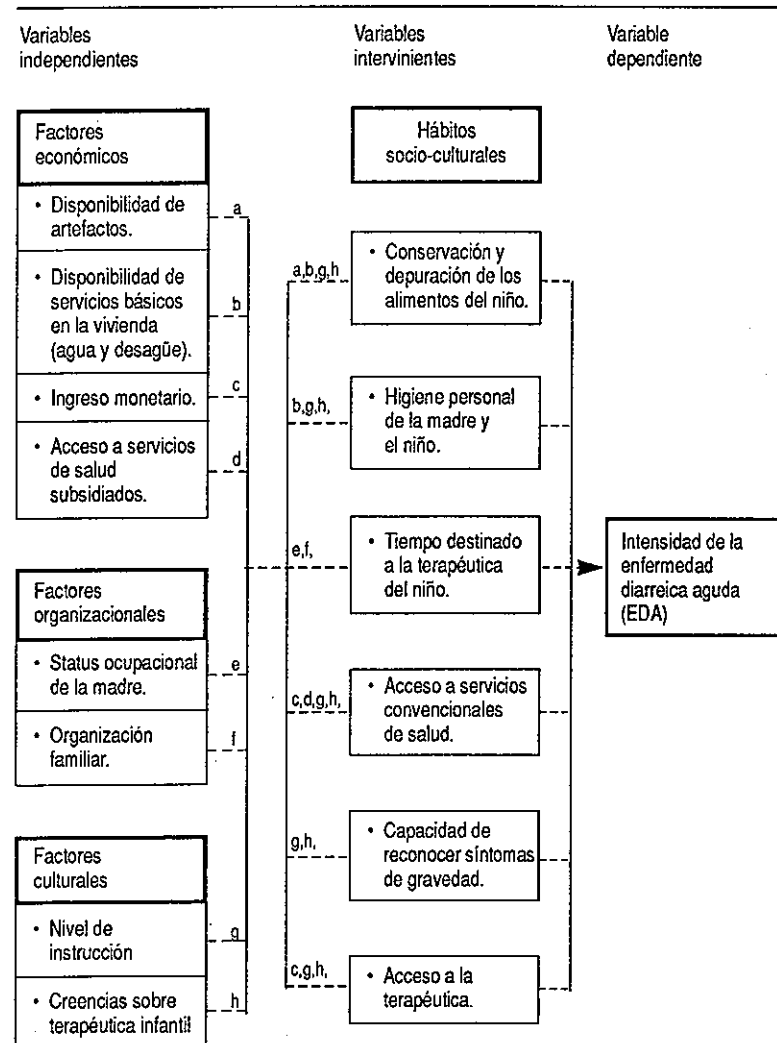 Variables
independientes
Variables
intervinientes
Variable
dependiente
Factores
económicos
• Disponibilidad de
artefactos.
a
• Disponibilidad de
servicios básicos
en la vivienda
(agua y desagüe).
b
• Ingreso monetario.
c
• Acceso a servicios
de salud
subsidiados.
d
Factores
organizacionales
• Status ocupacional
de la madre.
e
• Organización
familiar.
f
Factores
culturales
• Nivel de
instrucción
g
• Creencias sobre
terapéutica infantil
h
Hábitos
socio-culturales
a,b,g,h
• Conservación y
depuración de los
alimentos del niño.
b,g,h,
• Higiene personal
de la madre y
el niño.
e,f,
• Tiempo destinado
a la terapéutica
del niño.
c,d,g,h,
• Acceso a servicios
convencionales
de salud.
g,h,
• Capacidad de
reconocer síntomas
de gravedad.
c,g,h,
• Acceso a la
terapéutica.
Intensidad de la
enfermedad
diarreica aguda
(EDA)